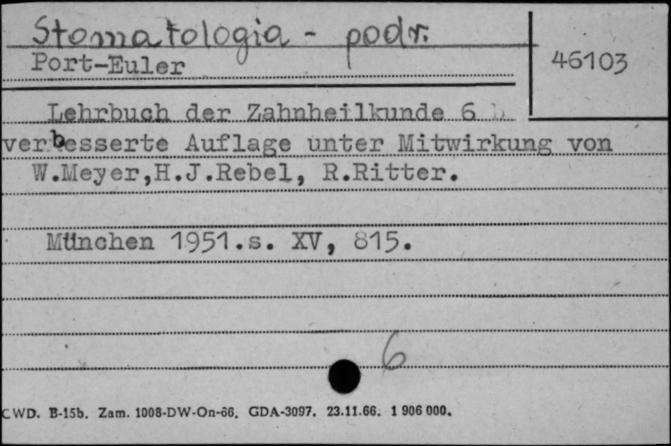 Stomatologia - podr.
46103
Port-Euler
Lehrbuch der Zahnheilkunde 6
verbesserte Auflage unter Mitwirkung von
W.Meyer,H.J.Rebel, R.Ritter.
München 1951.s. XV, 815.
6
CWD. B-15b. Zam. 1008-DW-On-66. GDA-3097. 23.11.66. 1 906 000.